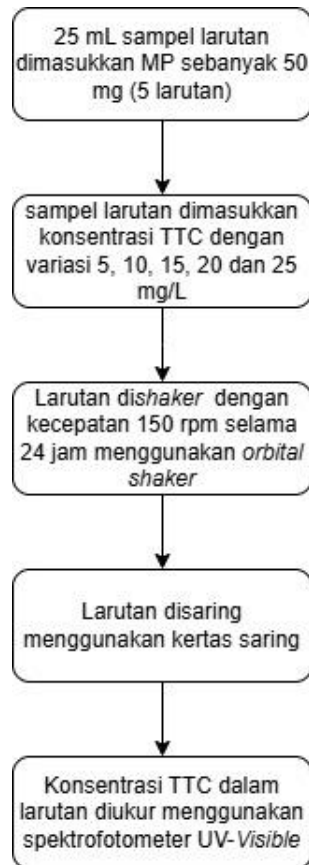 25 mL sampel larutan
dimasukkan MP sebanyak 50
mg (5 larutan)
sampel larutan dimasukkan
konsentrasi TTC dengan
variasi 5, 10, 15, 20 dan 25
mg/L
Larutan dishaker dengan
kecepatan 150 rpm selama
24 jam menggunakan orbital
shaker
Larutan disaring
menggunakan kertas saring
Konsentrasi TTC dalam
larutan diukur menggunakan
spektrofotometer UV-Visible